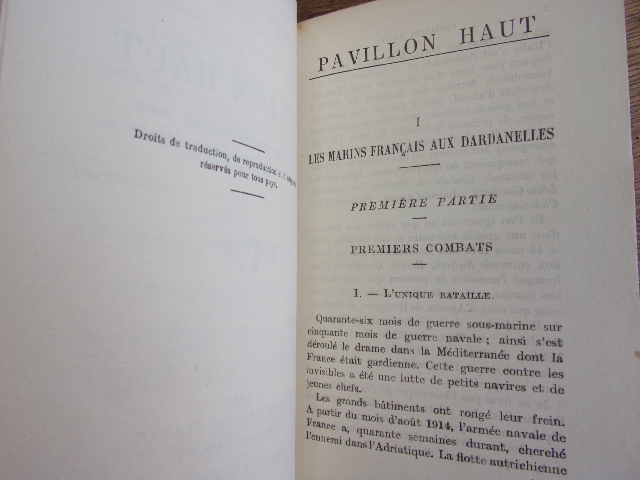 Droits de traduction, de reproduction et
réservés pour tous pays.
PAVILLON HAUT
I
LES MARINS FRANÇAIS AUX DARDANELLES
PREMIÈRE PARTIE
PREMIERS COMBATS
I. — L'UNIQUE BATAILLE.
Quarante-six mois de guerre sous-marine sur
cinquante mois de guerre navale ; ainsi s'est
déroulé le drame dans la Méditerranée dont la
France était gardienne. Cette guerre contre les
invisibles a été une lutte de petits navires et de
jeunes chefs.
Les grands bâtiments ont rongé leur frein.
A partir du mois d'août 1914, l'armée navale de
France a, quarante semaines durant, cherché
l'ennemi dans l'Adriatique. La flotte autrichienne